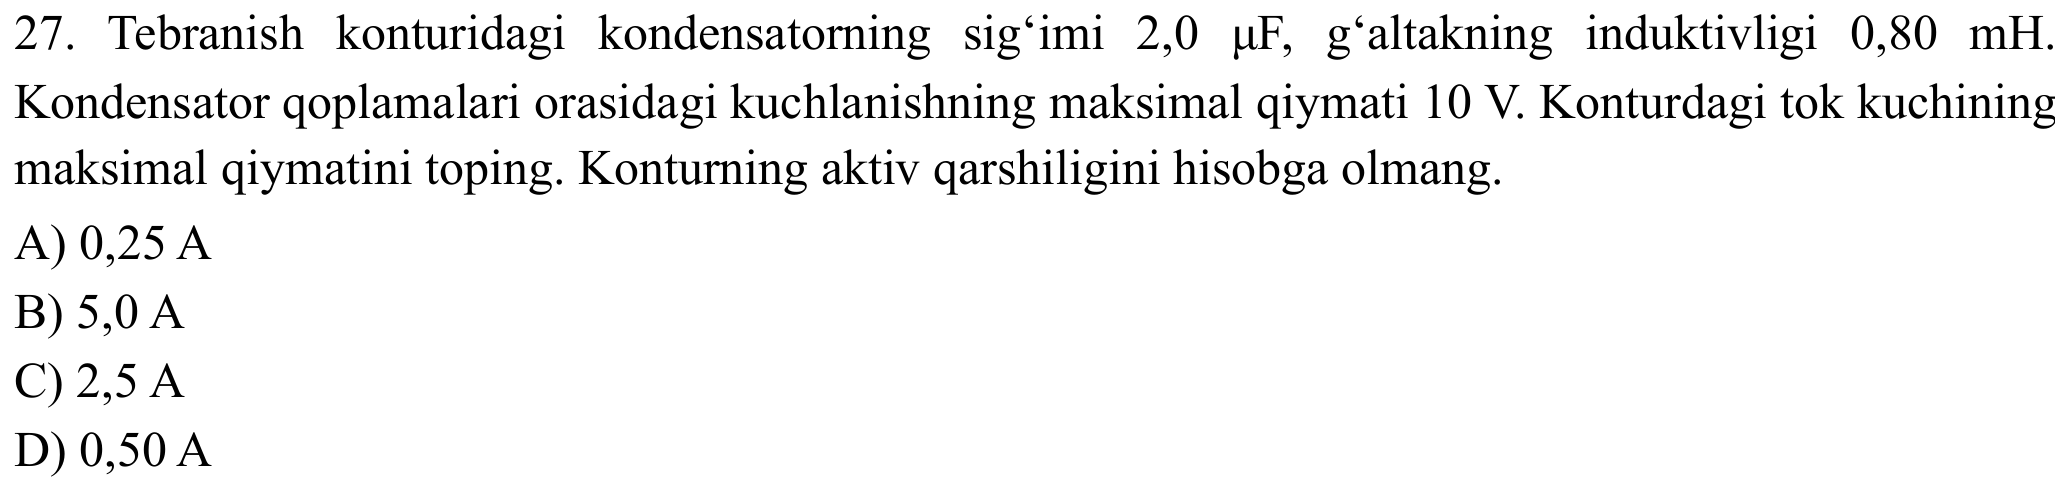 27. Tebranish konturidagi kondensatorning sig‘imi 2,0 μF, g‘altakning induktivligi 0,80 mH.
Kondensator qoplamalari orasidagi kuchlanishning maksimal qiymati 10 V. Konturdagi tok kuchining
maksimal qiymatini toping. Konturning aktiv qarshiligini hisobga olmang.
A) 0,25 A
B) 5,0 A
C) 2,5 A
D) 0,50 A